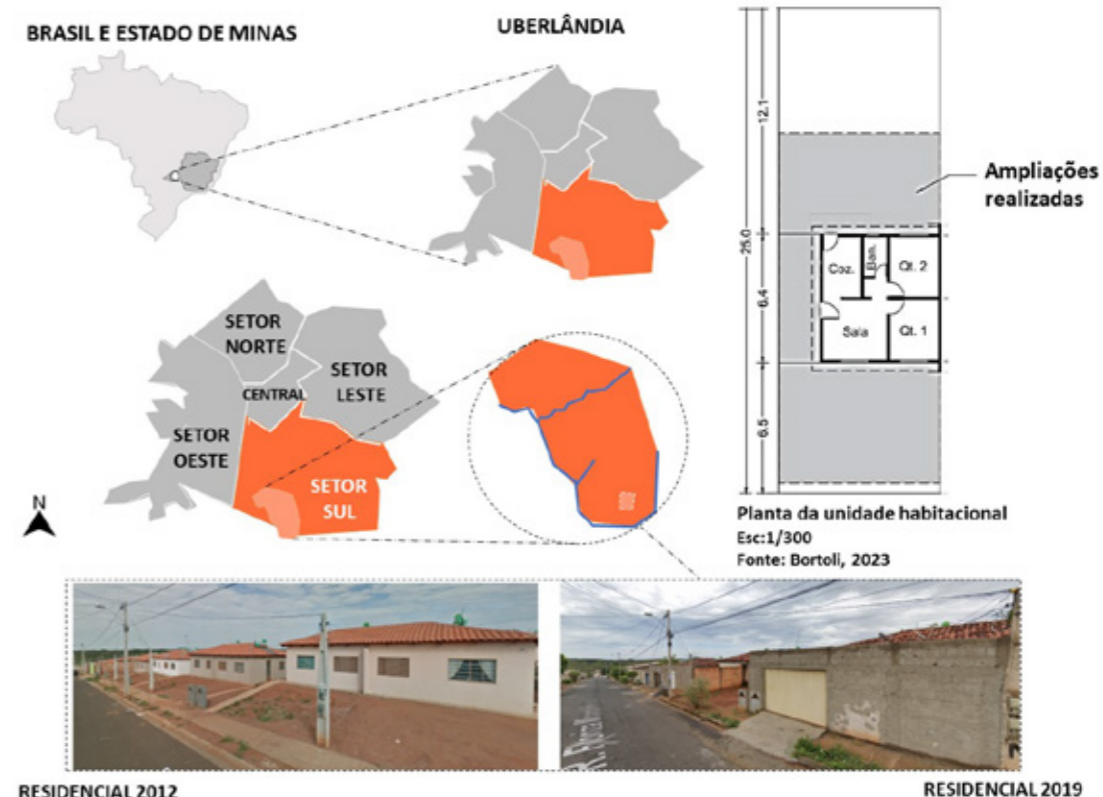 BRASIL E ESTADO DE MINAS
UBERLÂNDIA
12.1
25.0
6.4
6.5
Ampliações
realizadas
Coz.
Ban.
Qt. 2
Sala
Qt. 1
SETOR
NORTE
SETOR
LESTE
CENTRAL
SETOR
OESTE
SETOR
SUL
N
Planta da unidade habitacional
Esc:1/300
Fonte: Bortoli, 2023
RESIDENCIAL 2012
RESIDENCIAL 2019